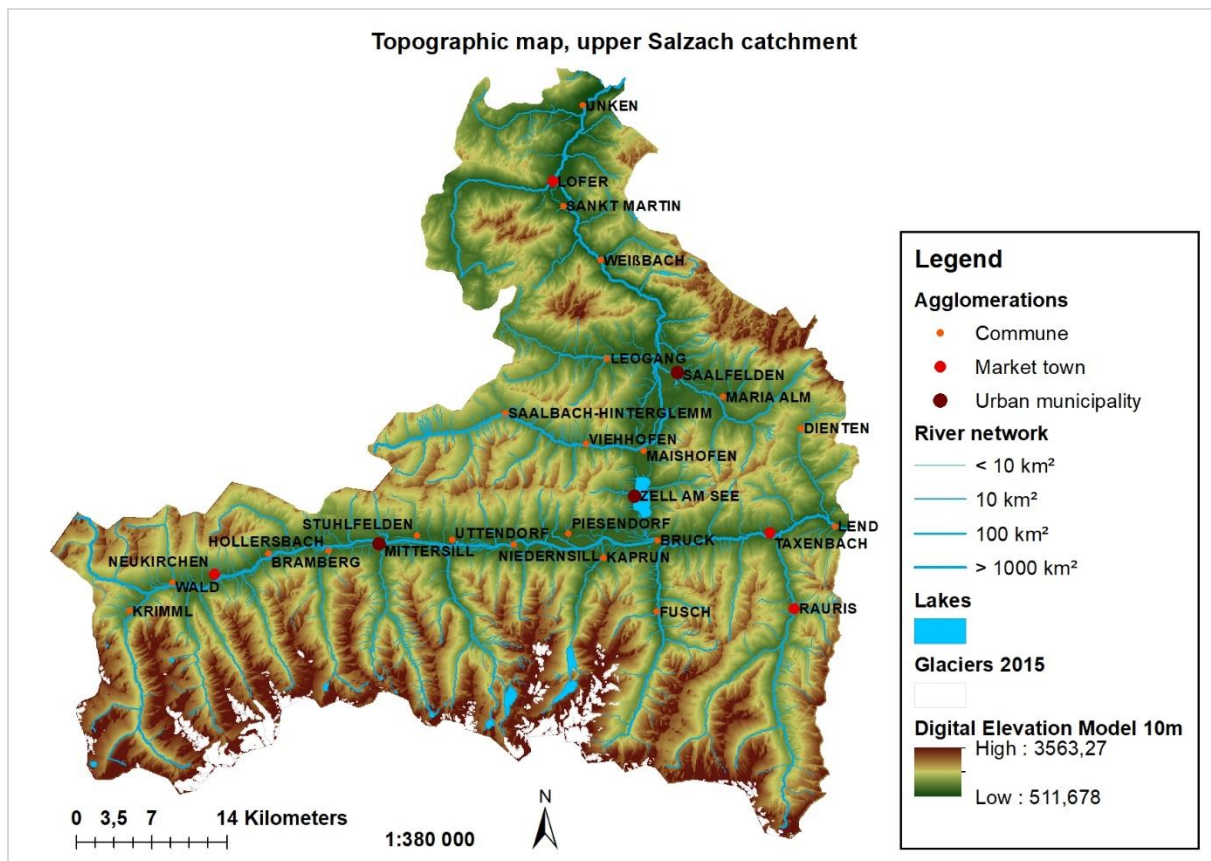 Topographic map, upper Salzach catchment
UNKEN
LOFER
SANKT MARTIN
WEIßBACH
LEOGANG
SAALFELDEN
MARIA ALM
SAALBACH-HINTERGLEMM
DIENTEN
VIEHHOFEN
MAISHOFEN
ZELL AM SEE
STUHLFELDEN
UTTENDORF
PIESENDORF
LEND
HOLLERSBACH
MITTERSILL
BRUCK
TAXENBACH
NEUKIRCHEN
BRAMBERG
NIEDERNSILL
KAPRUN
WALD
KRIMML
FUSCH
RAURIS
Legend
Agglomerations
Commune
Market town
Urban municipality
River network
< 10 km²
10 km²
100 km²
> 1000 km²
Lakes
Glaciers 2015
Digital Elevation Model 10m
High : 3563,27
Low : 511,678
0 3,5 7 14 Kilometers
1:380 000
N